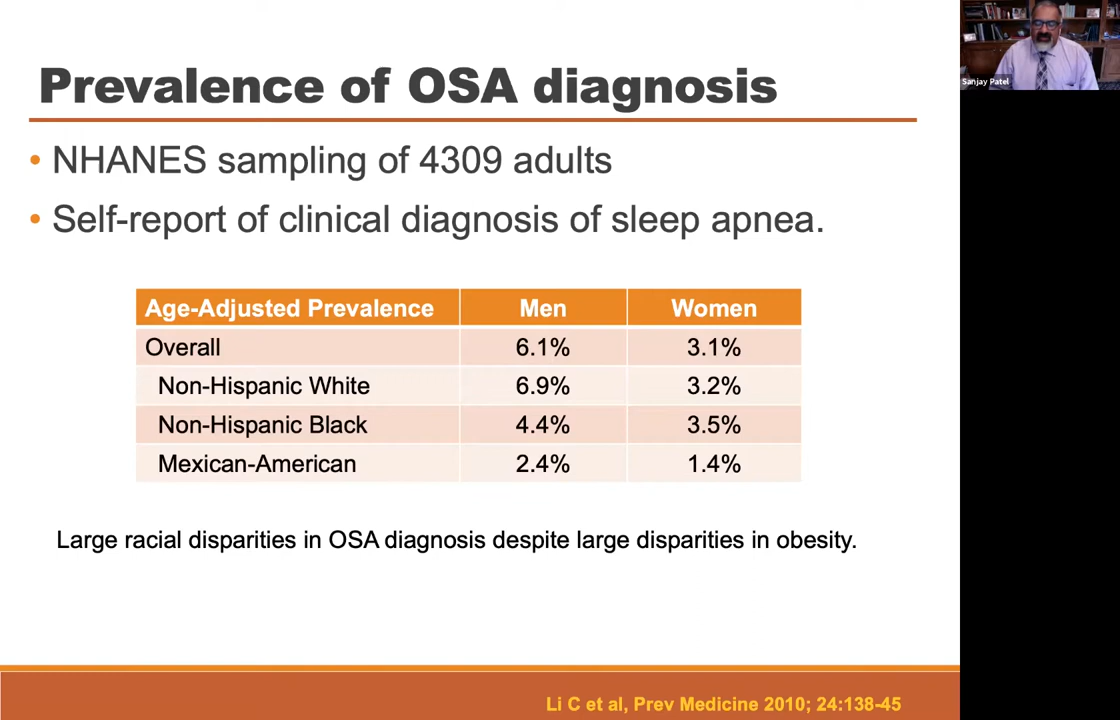 Prevalence of OSA diagnosis
• NHANES sampling of 4309 adults
• Self-report of clinical diagnosis of sleep apnea.
Age-Adjusted Prevalence Men Women
Overall 6.1% 3.1%
Non-Hispanic White 6.9% 3.2%
Non-Hispanic Black 4.4% 3.5%
Mexican-American 2.4% 1.4%
Large racial disparities in OSA diagnosis despite large disparities in obesity.
Li C et al, Prev Medicine 2010; 24:138-45
Sanjay Patel